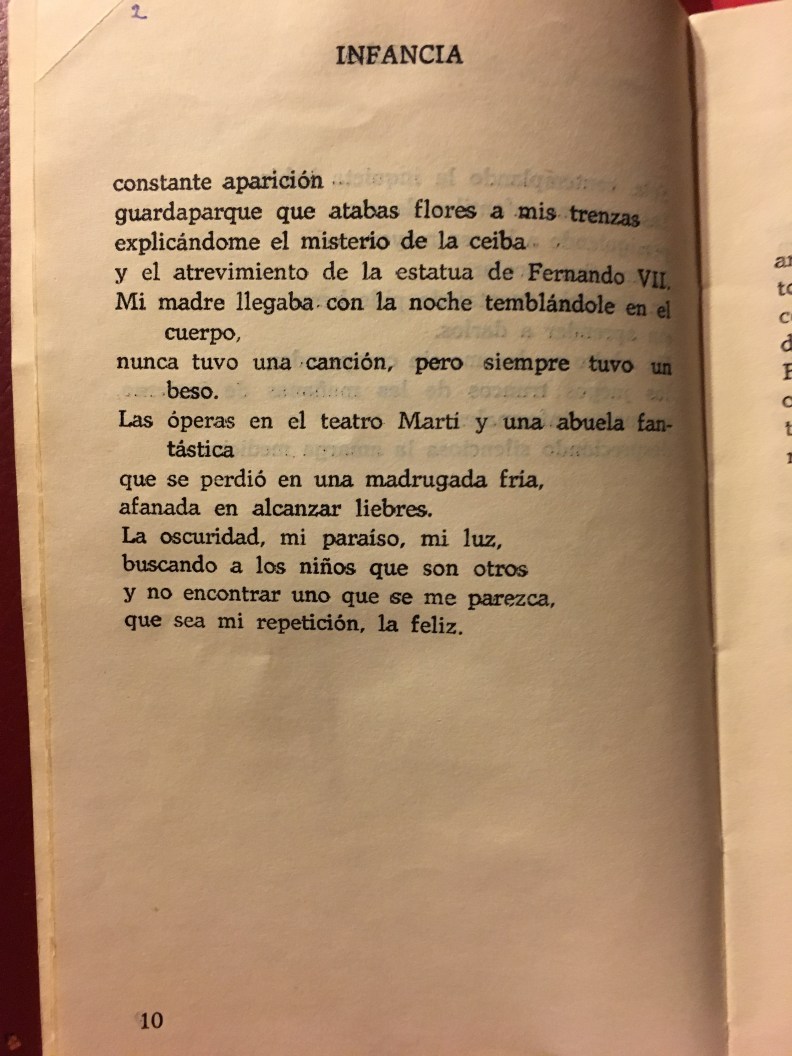 2
INFANCIA
constante aparición
guardaparque que atabas flores a mis trenzas
explicándome el misterio de la ceiba
y el atrevimiento de la estatua de Fernando VII.
Mi madre llegaba con la noche temblándole en el
cuerpo,
nunca tuvo una canción, pero siempre tuvo un
beso.
Las óperas en el teatro Martí y una abuela fan-
tástica
que se perdió en una madrugada fría,
afanada en alcanzar liebres.
La oscuridad, mi paraíso, mi luz,
buscando a los niños que son otros
y no encontrar uno que se me parezca,
que sea mi repetición, la feliz.
10